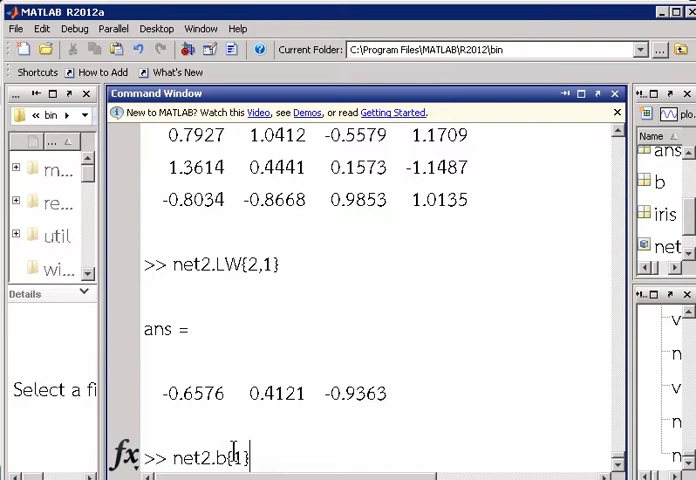 MATLAB R2012a
File Edit Debug Parallel Desktop Window Help
Current Folder: C:\Program Files\MATLAB\R2012\bin
Shortcuts How to Add What's New
Command Window
« bin
New to MATLAB? Watch this Video, see Demos, or read Getting Started.
plo...
Name
ans
b
iris
net
m...
re...
util
wi...
Details
Select a fi
0.7927 1.0412 -0.5579 1.1709
1.3614 0.4441 0.1573 -1.1487
-0.8034 -0.8668 0.9853 1.0135
>> net2.LW{2,1}
ans =
-0.6576 0.4121 -0.9363
fx >> net2.b{1}
v
n
v
n
n